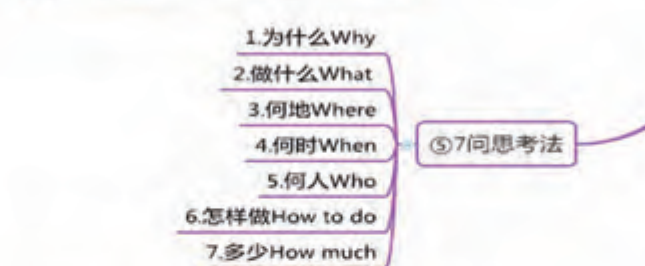 1.为什么Why
2.做什么What
3.何地Where
4.何时When
5.何人Who
6.怎样做How to do
7.多少How much
⑤7问思考法